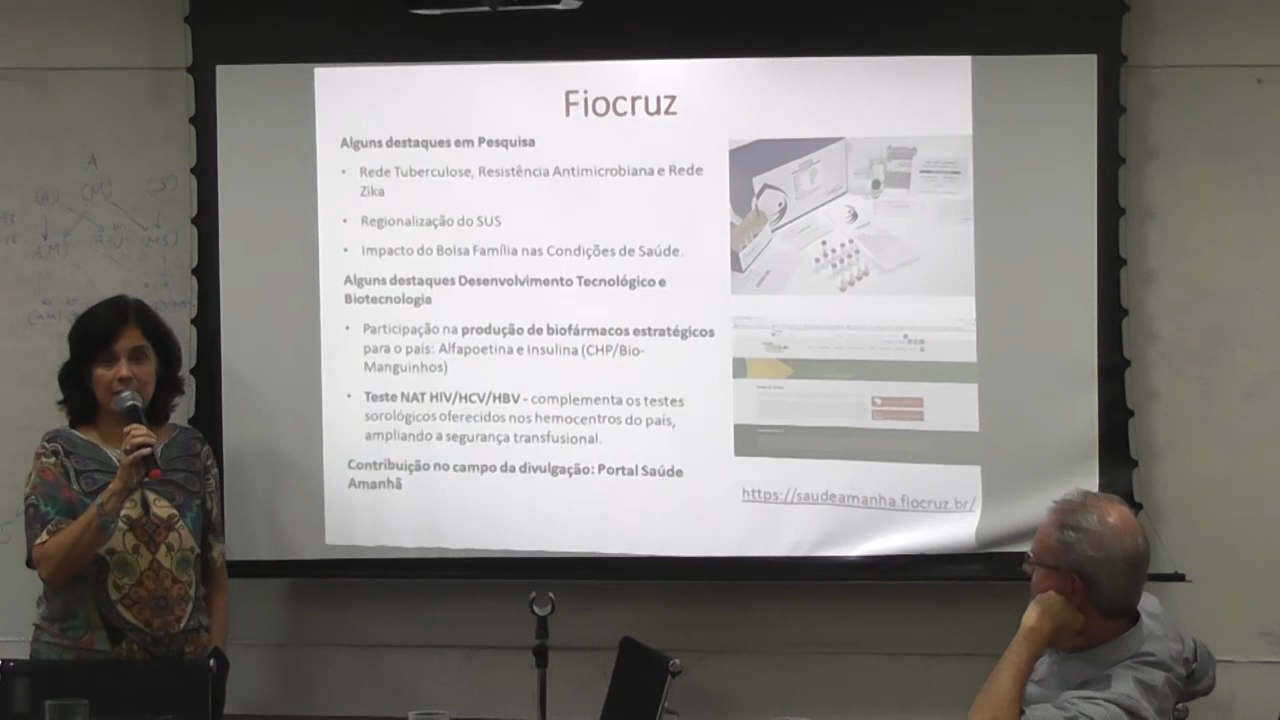 Fiocruz
Alguns destaques em Pesquisa
• Rede Tuberculose, Resistência Antimicrobiana e Rede
Zika
• Regionalização do SUS
• Impacto do Bolsa Família nas Condições de Saúde.
Alguns destaques Desenvolvimento Tecnológico e
Biotecnologia
• Participação na produção de biofármacos estratégicos
para o país: Alfapoetina e Insulina (CHP/Bio-
Manguinhos)
• Teste NAT HIV/HCV/HBV - complementa os testes
sorológicos oferecidos nos hemocentros do país,
ampliando a segurança transfusional.
Contribuição no campo da divulgação: Portal Saúde
Amanhã
https://saudeamanha.fiocruz.br/